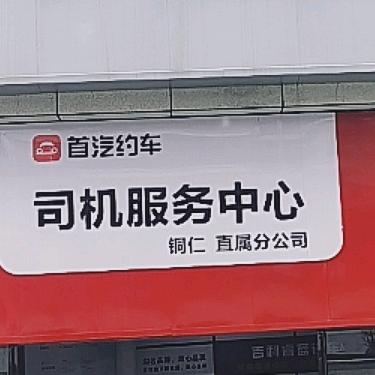 首汽约车
司机服务中心
铜仁 直属分公司